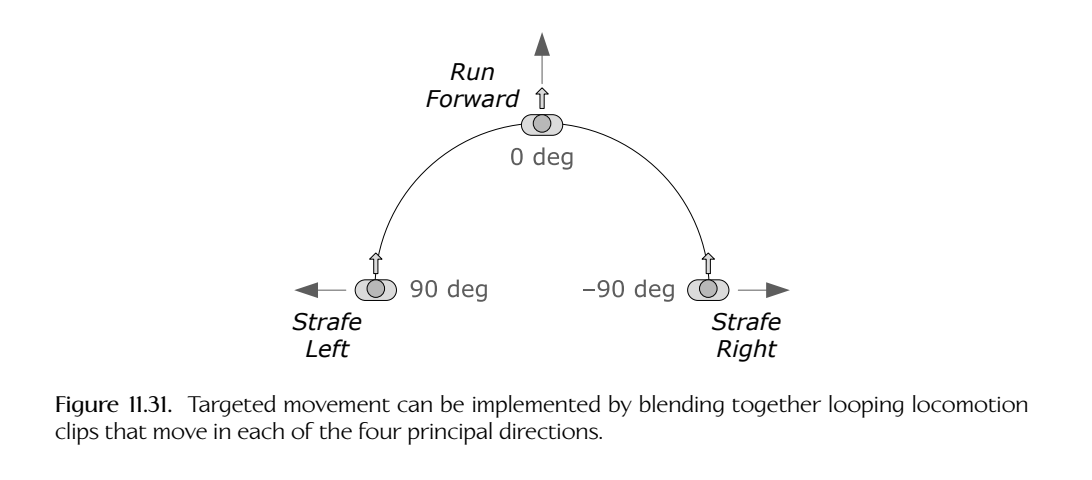 Run
Forward
0 deg
90 deg
–90 deg
Strafe
Left
Strafe
Right
Figure 11.31. Targeted movement can be implemented by blending together looping locomotion
clips that move in each of the four principal directions.